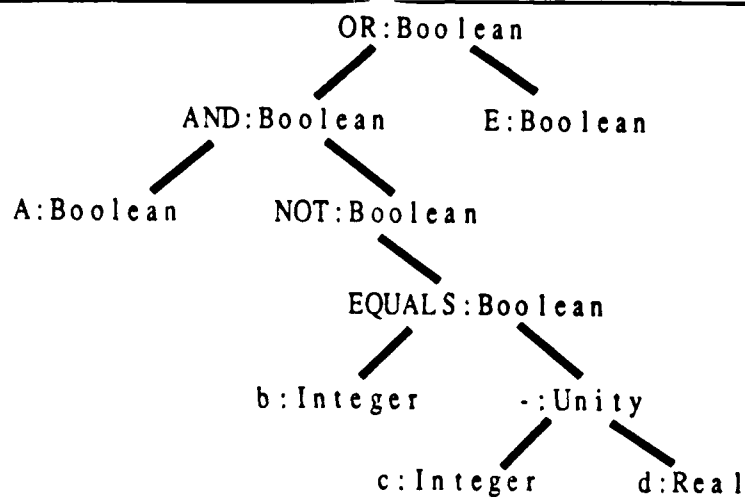 OR:Boolean
AND:Boolean E:Boolean
A:Boolean NOT:Boolean
EQUALS:Boolean
b:Integer -:Unity
c:Integer d:Real